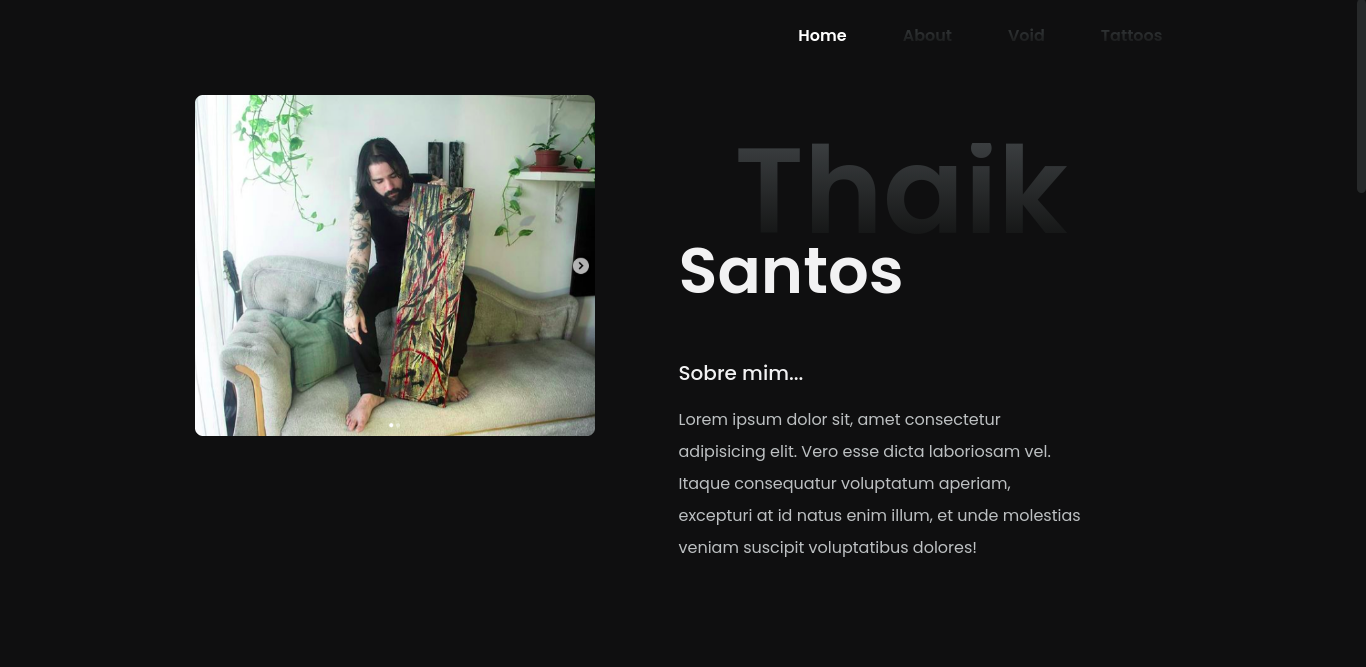 Home About Void Tattoos
Thaik
Santos
Sobre mim...
Lorem ipsum dolor sit, amet consectetur
adipisicing elit. Vero esse dicta laboriosam vel.
Itaque consequatur voluptatum aperiam,
excepturi at id natus enim illum, et unde molestias
veniam suscipit voluptatibus dolores!